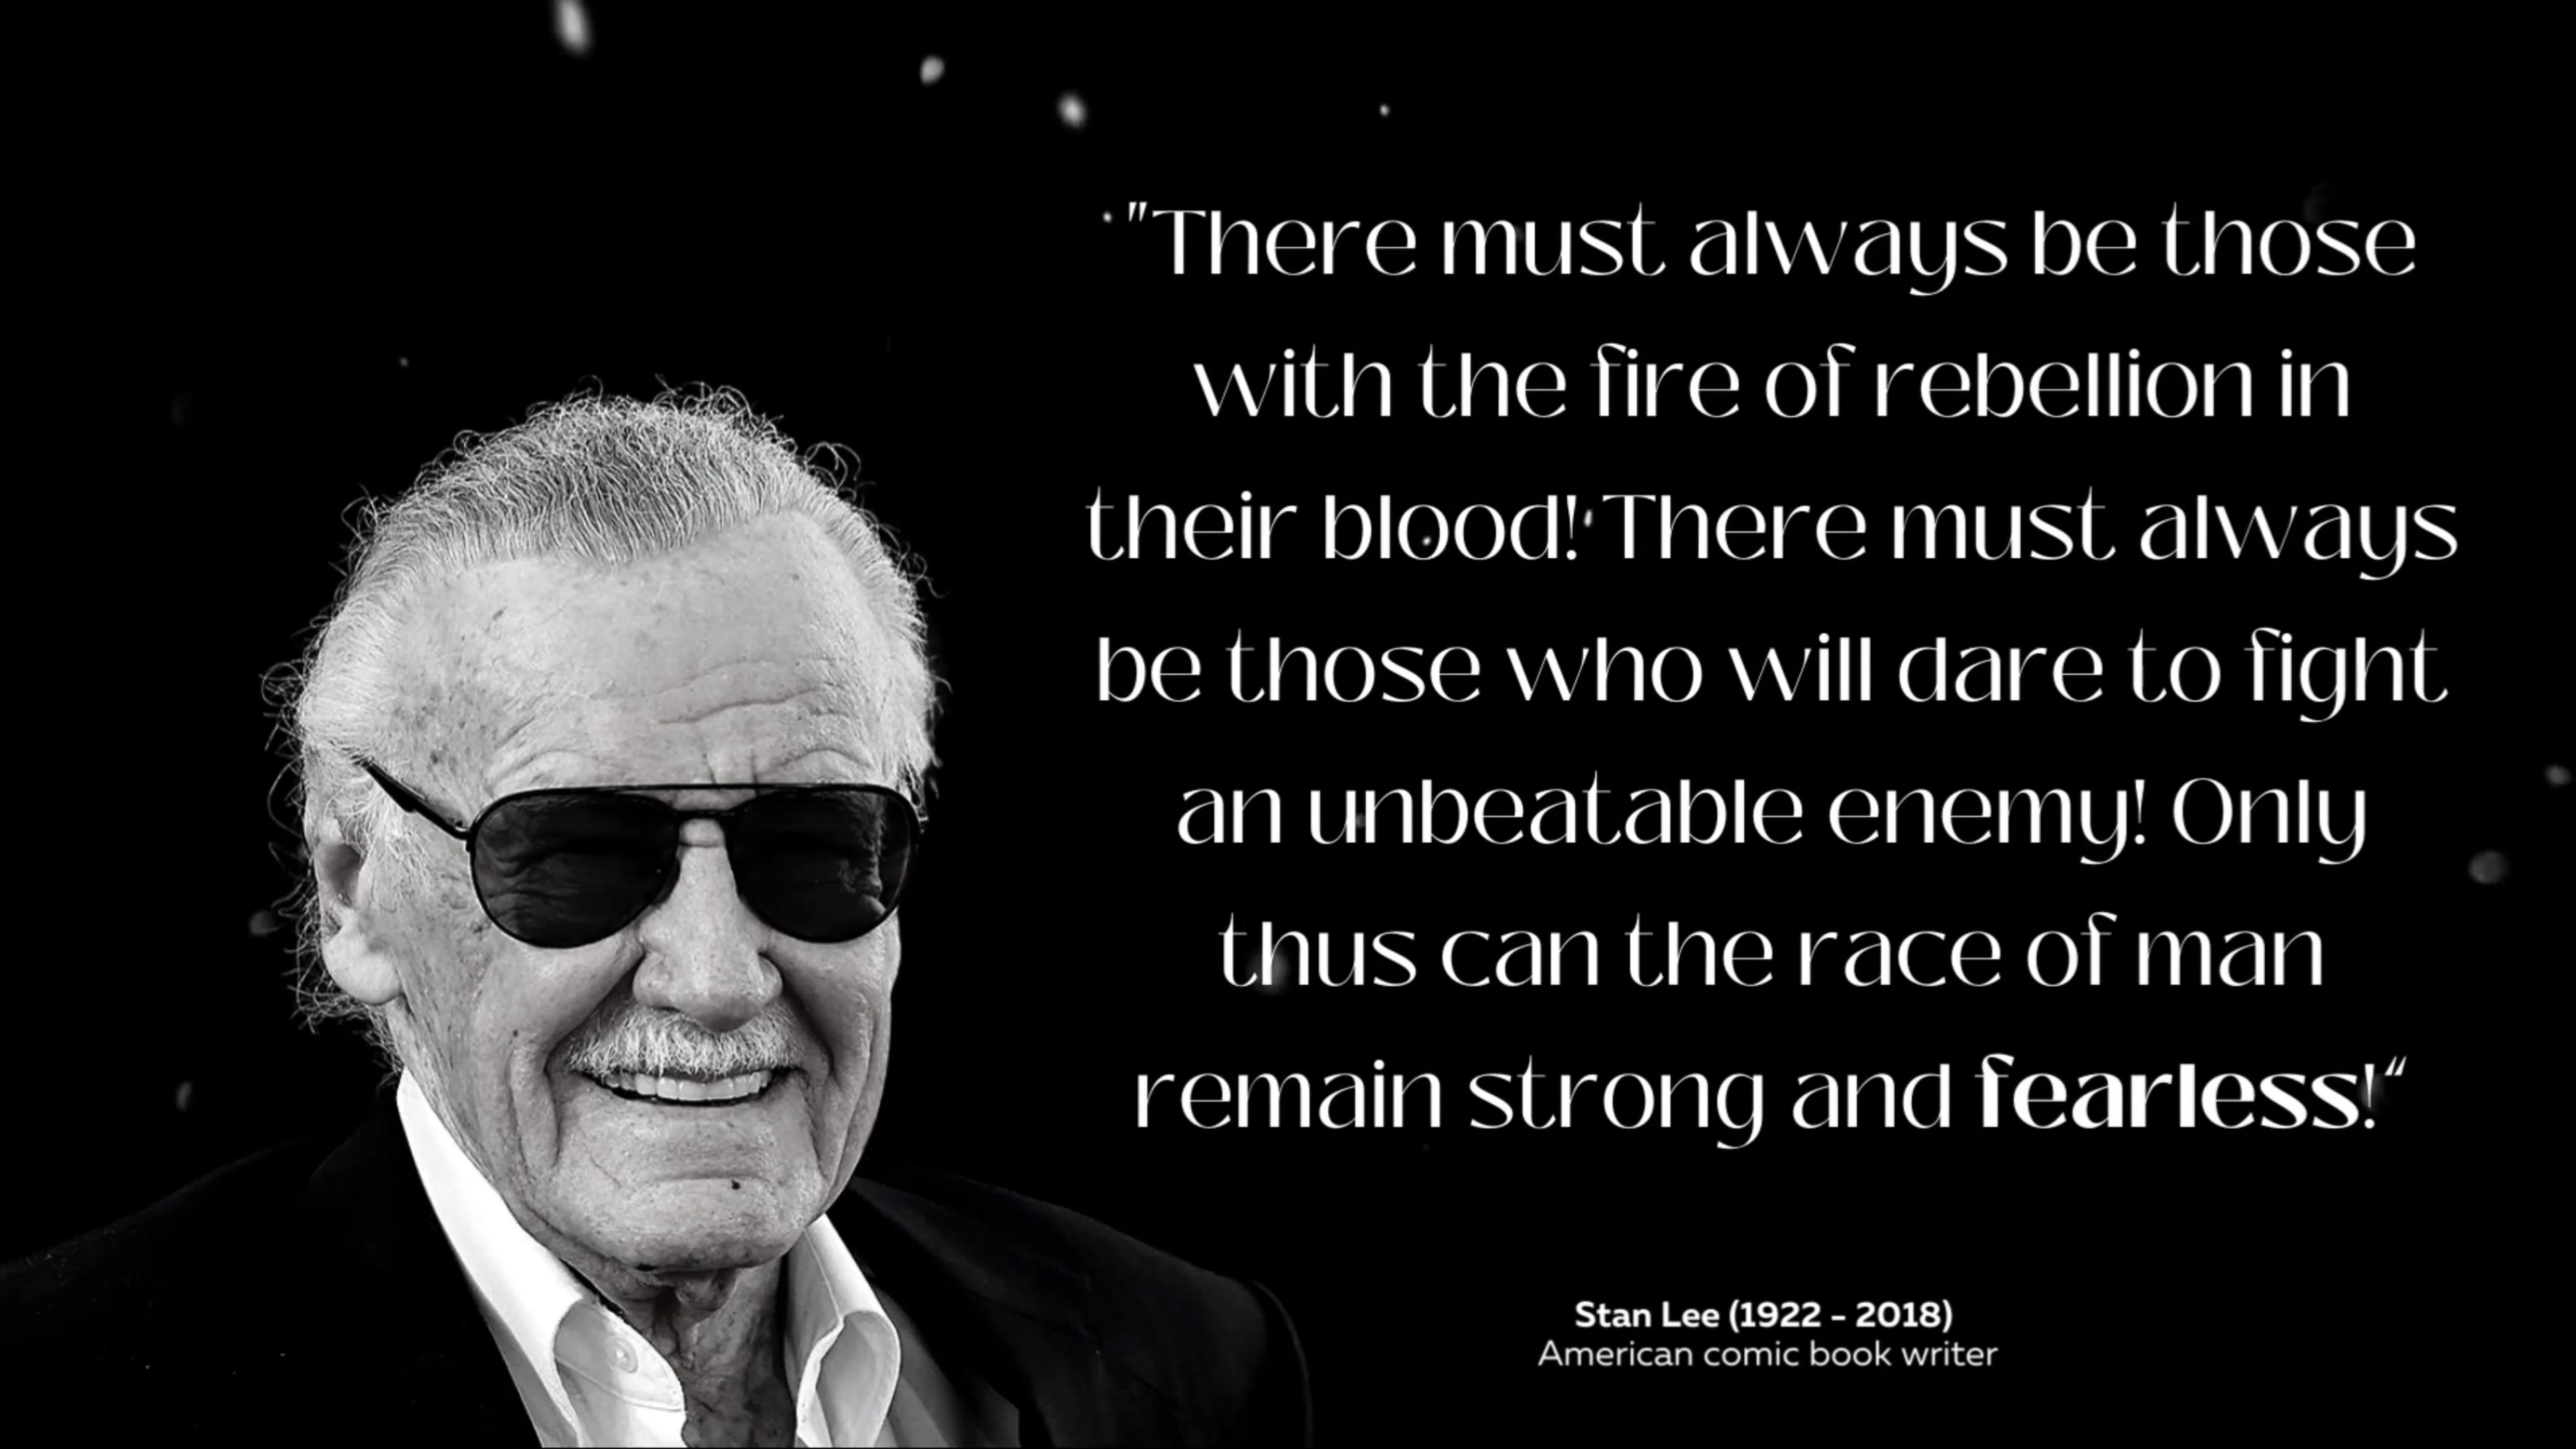 "There must always be those
with the fire of rebellion in
their blood! There must always
be those who will dare to fight
an unbeatable enemy! Only
thus can the race of man
remain strong and fearless!“
Stan Lee (1922 - 2018)
American comic book writer